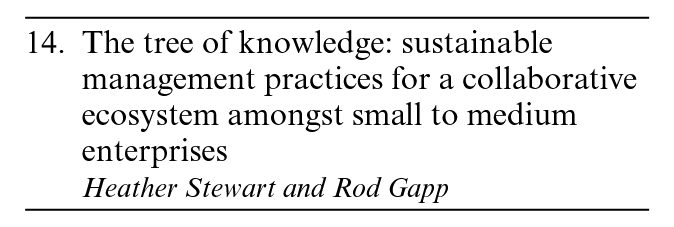 14. The tree of knowledge: sustainable
management practices for a collaborative
ecosystem amongst small to medium
enterprises
Heather Stewart and Rod Gapp